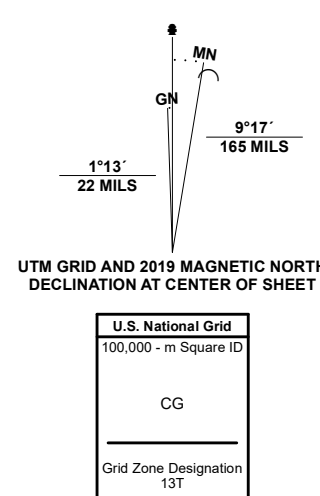 MN
GN
9°17´
165 MILS
1°13´
22 MILS
UTM GRID AND 2019 MAGNETIC NORTH
DECLINATION AT CENTER OF SHEET
U.S. National Grid
100,000 - m Square ID
CG
Grid Zone Designation
13T